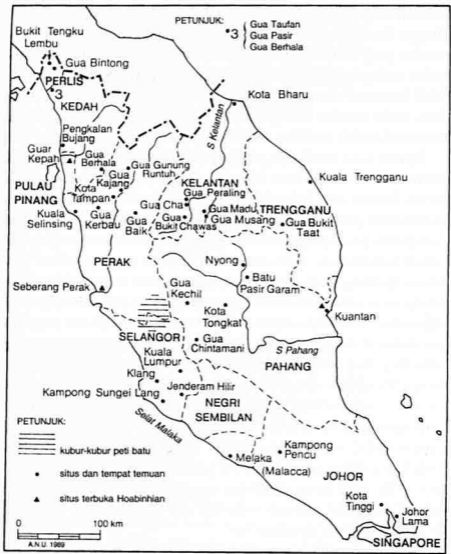 PETUNJUK:
3
Gua Taufan
Gua Pasir
Gua Berhala
Bukit Tengku
Lembu
Gua Bintong
PERLIS
3
KEDAH
Kota Bharu
S Kelantan
Pengkalan
Bujang
Guar
Kepah
Gua
Berhala
Gua Gunung
Runtuh
Gua
Kajang
KELANTAN
Gua Peraling
Kuala Trengganu
PULAU
PINANG
Kota
Tampan
Gua Cha
Gua Madu
TRENGGANU
Kuala
Selinsing
Gua
Kerbau
Gua
Baik
Gua
Bukit Chawas
Gua Musang
Gua Bukit
Taat
PERAK
Nyong
Seberang Perak
Gua
Kechil
Batu
Pasir Garam
Kota
Tongkat
Kuantan
SELANGOR
Gua
Chintamani
S Pahang
PAHANG
Kuala
Lumpur
Klang
Jenderam Hilir
Kampong Sungei Lang
NEGRI
SEMBILAN
Selat Malaka
PETUNJUK:
kubur-kubur peti batu
situs dan tempat temuan
situs terbuka Hoabinhian
Melaka
(Malacca)
Kampong
Pencu
JOHOR
Kota
Tinggi
Johor
Lama
SINGAPORE
0 100 km
A.N.U. 1989